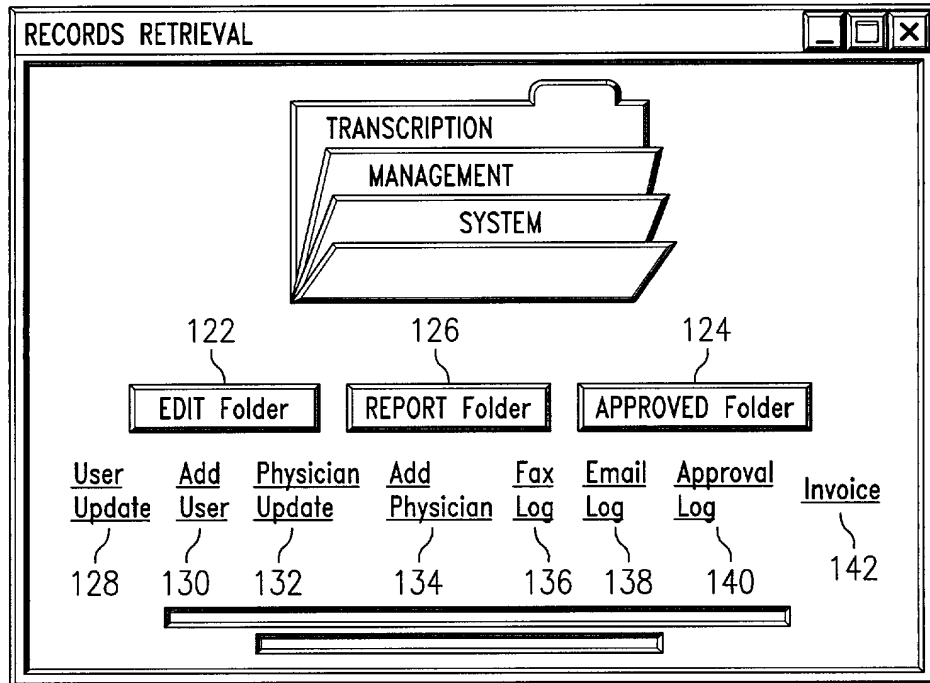 RECORDS RETRIEVAL
TRANSCRIPTION
MANAGEMENT
SYSTEM
122 126 124
EDIT Folder REPORT Folder APPROVED Folder
User Add Physician Add Fax Email Approval Invoice
Update User Update Physician Log Log Log
128 130 132 134 136 138 140 142